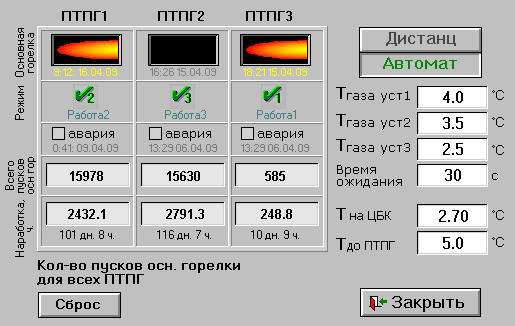 ПТПГ1 ПТПГ2 ПТПГ3
Основная горелка
9:12 16.04.09 16:26 15.04.09 18:21 15.04.09
Дистанц
Автомат
Режим
2 3 1
Работа2 Работа3 Работа1
авария авария авария
0:41: 09.04.09 13:29 06.04.09 13:29 06.04.09
Всего пусков осн гор
15978 15630 585
Наработка, ч.
2432.1 2791.3 248.8
101 дн. 8 ч. 116 дн. 7 ч. 10 дн. 9 ч.
Tгаза уст1 4.0 °C
Tгаза уст2 3.5 °C
Tгаза уст3 2.5 °C
Время ожидания 30 с
T на ЦБК 2.70 °C
T до ПТПГ 5.0 °C
Кол-во пусков осн. горелки
для всех ПТПГ
Сброс
Закрыть